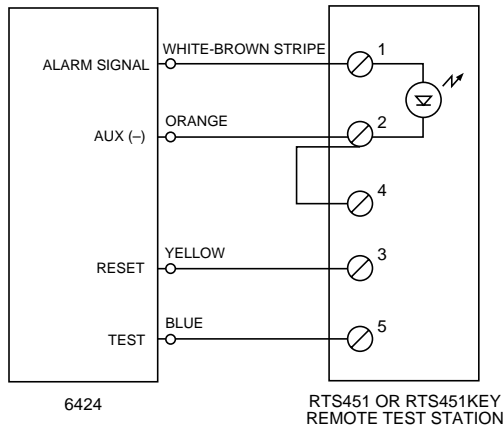 WHITE-BROWN STRIPE
1
ALARM SIGNAL
ORANGE
2
AUX (–)
4
YELLOW
3
RESET
BLUE
5
TEST
6424
RTS451 OR RTS451KEY
REMOTE TEST STATION